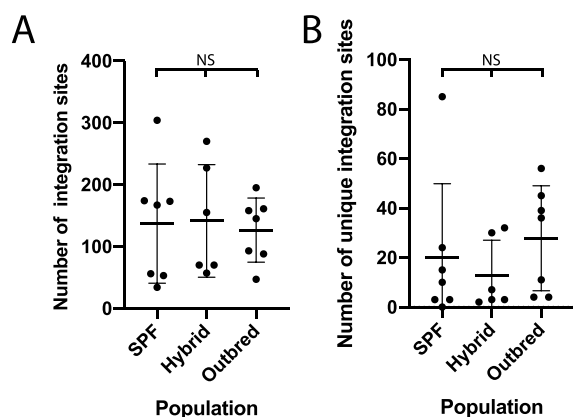 A
Number of integration sites
400
300
200
100
0
NS
SPF
Hybrid
Outbred
Population
B
Number of unique integration sites
100
80
60
40
20
0
NS
SPF
Hybrid
Outbred
Population